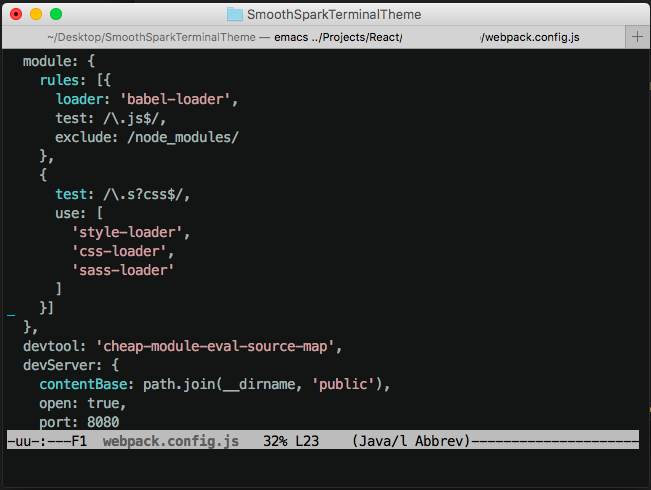 SmoothSparkTerminalTheme
~/Desktop/SmoothSparkTerminalTheme — emacs ../Projects/React/ /webpack.config.js +
module: {
rules: [{
loader: 'babel-loader',
test: /\.js$/,
exclude: /node_modules/
},
{
test: /\.s?css$/,
use: [
'style-loader',
'css-loader',
'sass-loader'
]
}]
},
devtool: 'cheap-module-eval-source-map',
devServer: {
contentBase: path.join(__dirname, 'public'),
open: true,
port: 8080
-uu-:---F1 webpack.config.js 32% L23 (Java/l Abbrev)---------------------